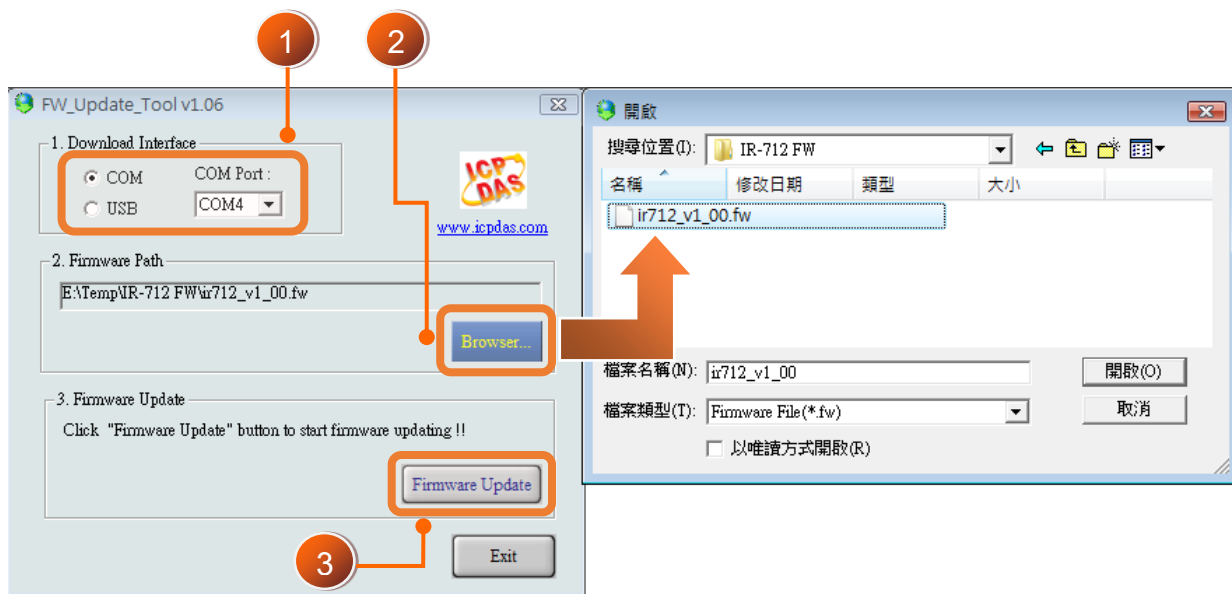 1
2
FW_Update_Tool v1.06
1. Download Interface
COM
COM Port :
USB
COM4
ICP
DAS
www.icpdas.com
2. Firmware Path
E:\Temp\IR-712 FW\ir712_v1_00.fw
Browser...
3. Firmware Update
Click "Firmware Update" button to start firmware updating !!
Firmware Update
3
Exit
開啟
搜尋位置(I): IR-712 FW
名稱 修改日期 類型 大小
ir712_v1_00.fw
檔案名稱(N): ir712_v1_00 開啟(O)
檔案類型(T): Firmware File(*.fw) 取消
以唯讀方式開啟(R)